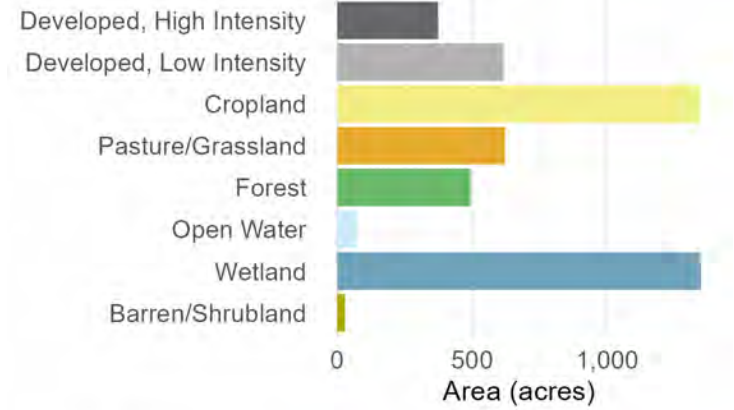 Developed, High Intensity
Developed, Low Intensity
Cropland
Pasture/Grassland
Forest
Open Water
Wetland
Barren/Shrubland
0 500 1,000
Area (acres)